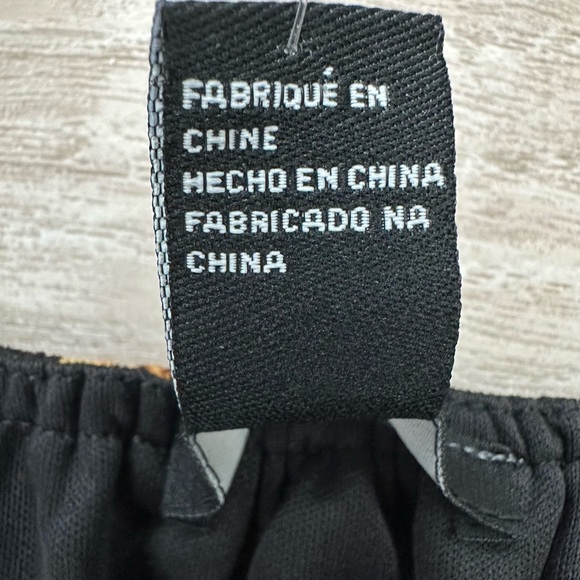 FABRIQUÉ EN
CHINE
HECHO EN CHINA
FABRICADO NA
CHINA